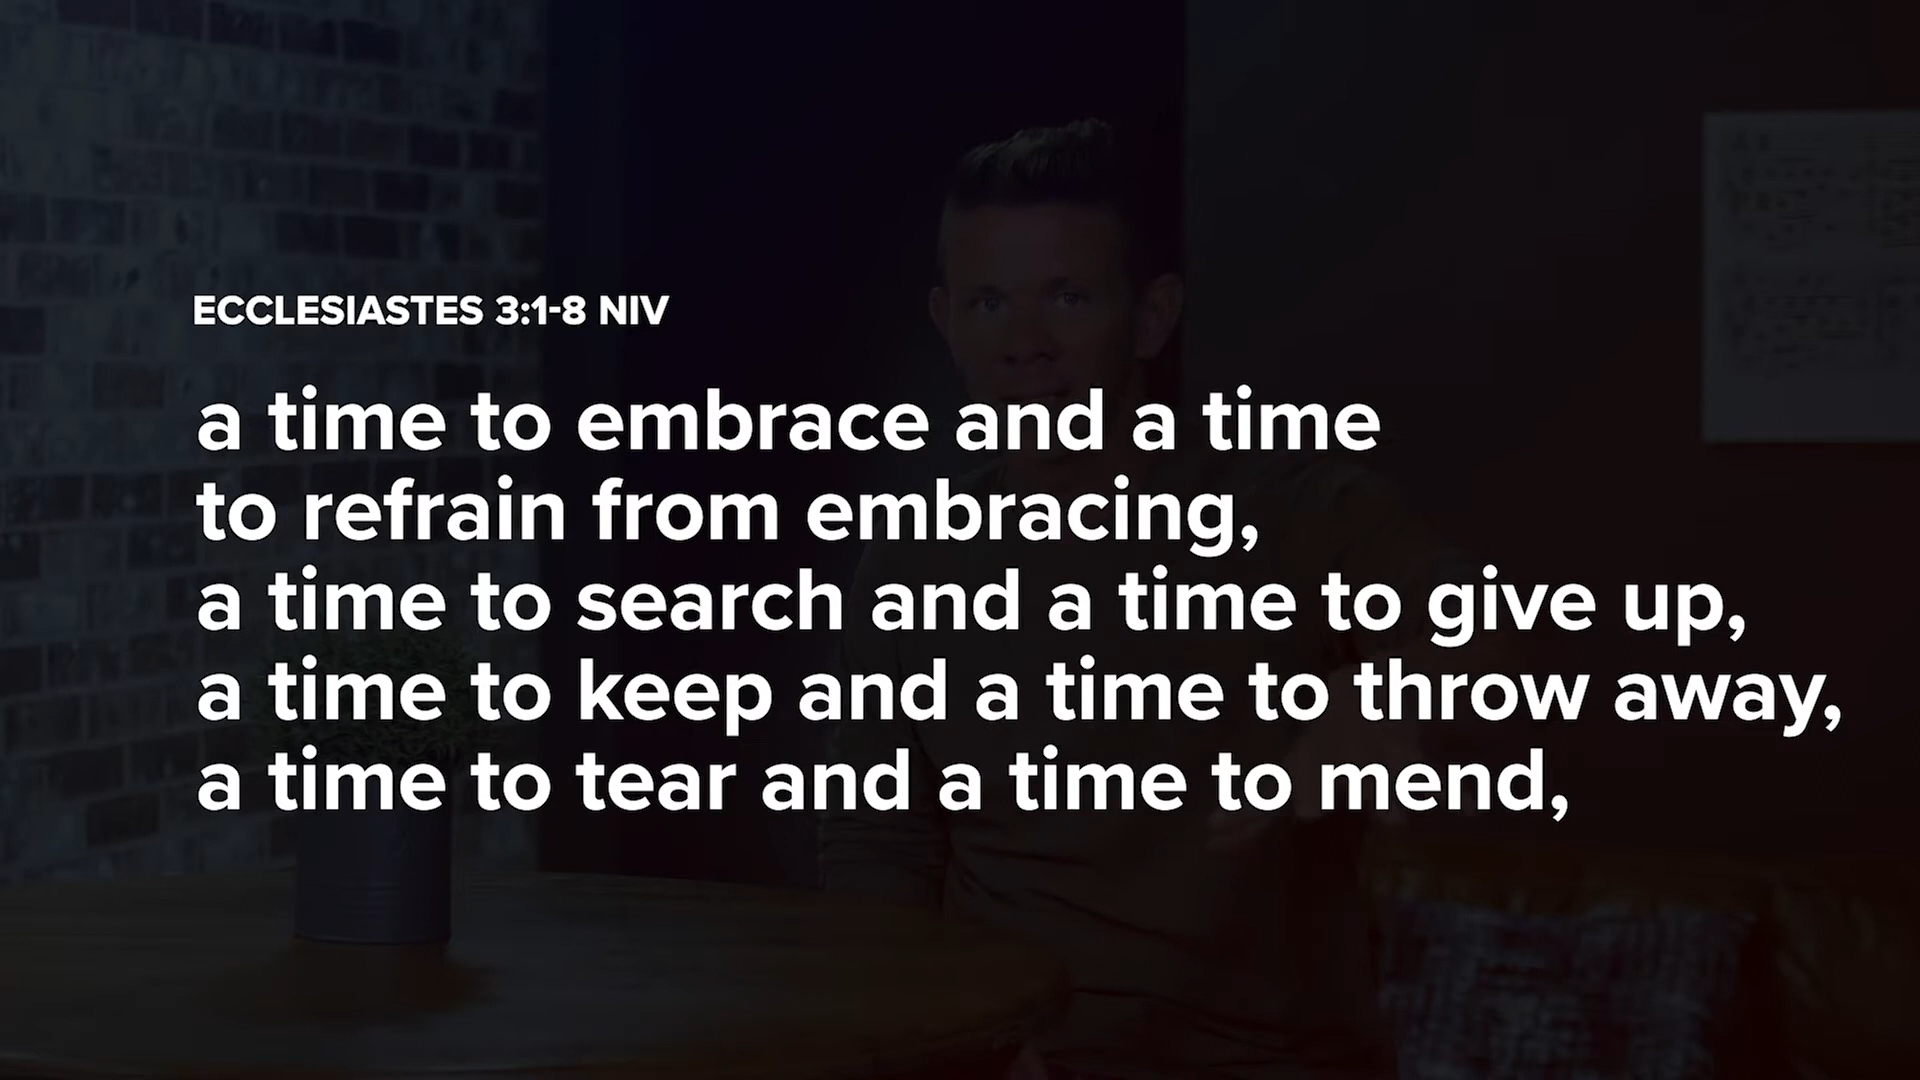 ECCLESIASTES 3:1-8 NIV
a time to embrace and a time
to refrain from embracing,
a time to search and a time to give up,
a time to keep and a time to throw away,
a time to tear and a time to mend,